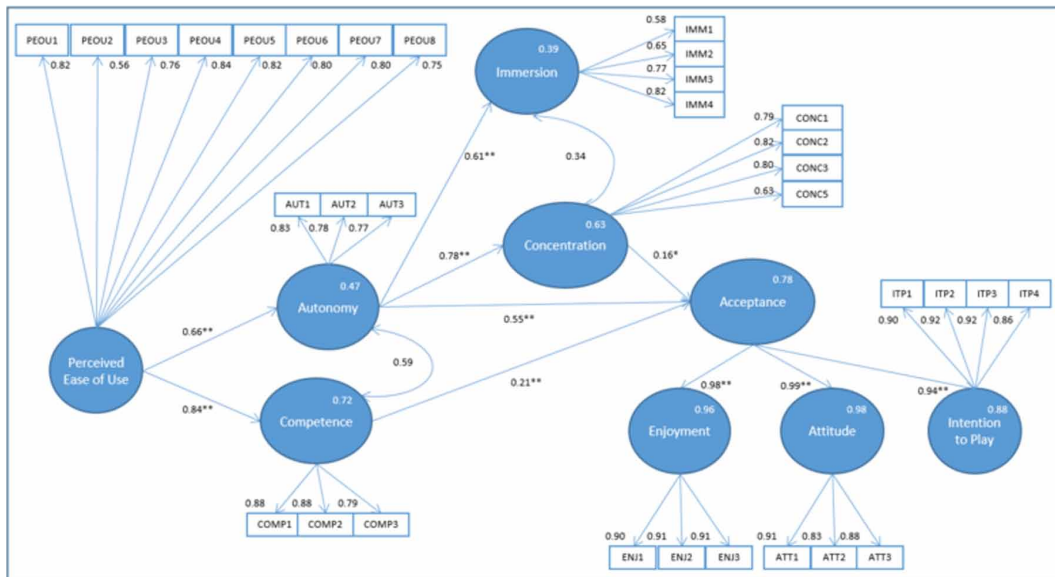 PEOU1 PEOU2 PEOU3 PEOU4 PEOU5 PEOU6 PEOU7 PEOU8
0.82 0.56 0.76 0.84 0.82 0.80 0.80 0.75
0.39
Immersion
0.58 IMM1
0.65 IMM2
0.77 IMM3
0.82 IMM4
0.79 CONC1
0.82 CONC2
0.80 CONC3
0.63 CONC5
0.61**
0.34
AUT1 AUT2 AUT3
0.83 0.78 0.77
0.63
Concentration
0.78**
0.16*
0.47
Autonomy
0.78
Acceptance
0.55**
ITP1 ITP2 ITP3 ITP4
0.90 0.92 0.92 0.86
0.66**
Perceived
Ease of Use
0.59
0.21**
0.84**
0.72
Competence
0.98** 0.99** 0.94**
0.96
Enjoyment
0.98
Attitude
0.88
Intention
to Play
0.88 0.88 0.79
COMP1 COMP2 COMP3
0.90 0.91 0.91
ENJ1 ENJ2 ENJ3
0.91 0.83 0.88
ATT1 ATT2 ATT3